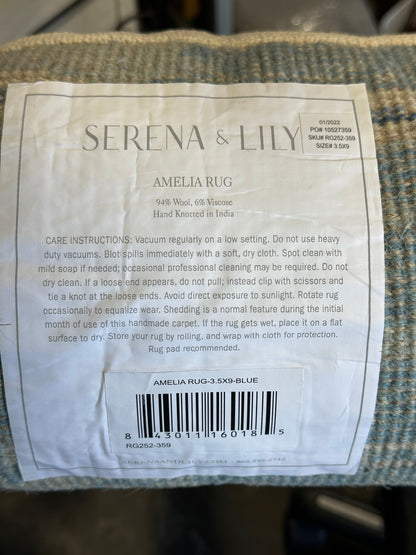 01/2022
PO# 10527359
SKU# RG252-359
SIZE# 3.5X9
SERENA & LILY
AMELIA RUG
94% Wool, 6% Viscose
Hand Knotted in India
CARE INSTRUCTIONS: Vacuum regularly on a low setting. Do not use heavy
duty vacuums. Blot spills immediately with a soft, dry cloth. Spot clean with
mild soap if needed; occasional professional cleaning may be required. Do not
dry clean. If a loose end appears, do not pull; instead clip with scissors and
tie a knot at the loose ends. Avoid direct exposure to sunlight. Rotate rug
occasionally to equalize wear. Shedding is a normal feature during the initial
month of use of this handmade carpet. If the rug gets wet, place it on a flat
surface to dry. Store your rug by rolling, and wrap with cloth for protection.
Rug pad recommended.
AMELIA RUG-3.5X9-BLUE
8 43011 16018 5
RG252-359
SERENAANDLILY.COM